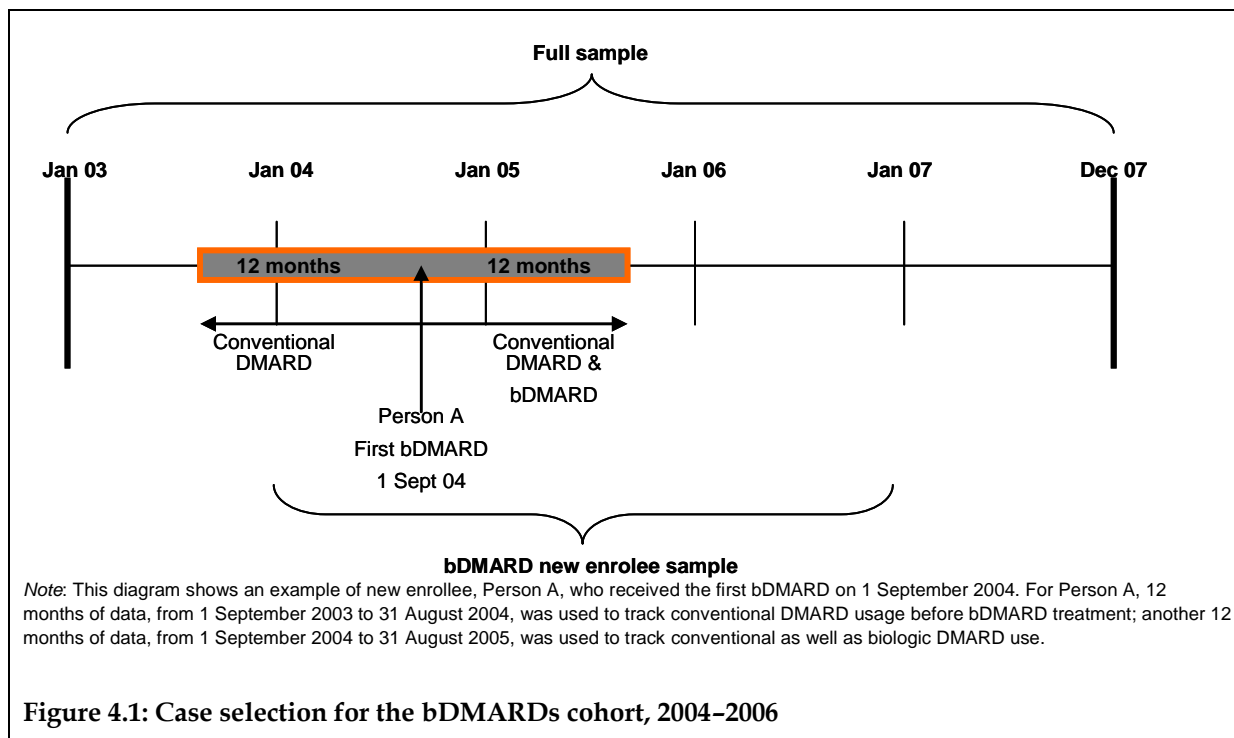 Full sample
Jan 03 Jan 04 Jan 05 Jan 06 Jan 07 Dec 07
12 months 12 months
Conventional DMARD
Conventional DMARD &
bDMARD
Person A
First bDMARD
1 Sept 04
bDMARD new enrolee sample
Note: This diagram shows an example of new enrollee, Person A, who received the first bDMARD on 1 September 2004. For Person A, 12
months of data, from 1 September 2003 to 31 August 2004, was used to track conventional DMARD usage before bDMARD treatment; another 12
months of data, from 1 September 2004 to 31 August 2005, was used to track conventional as well as biologic DMARD use.
Figure 4.1: Case selection for the bDMARDs cohort, 2004–2006